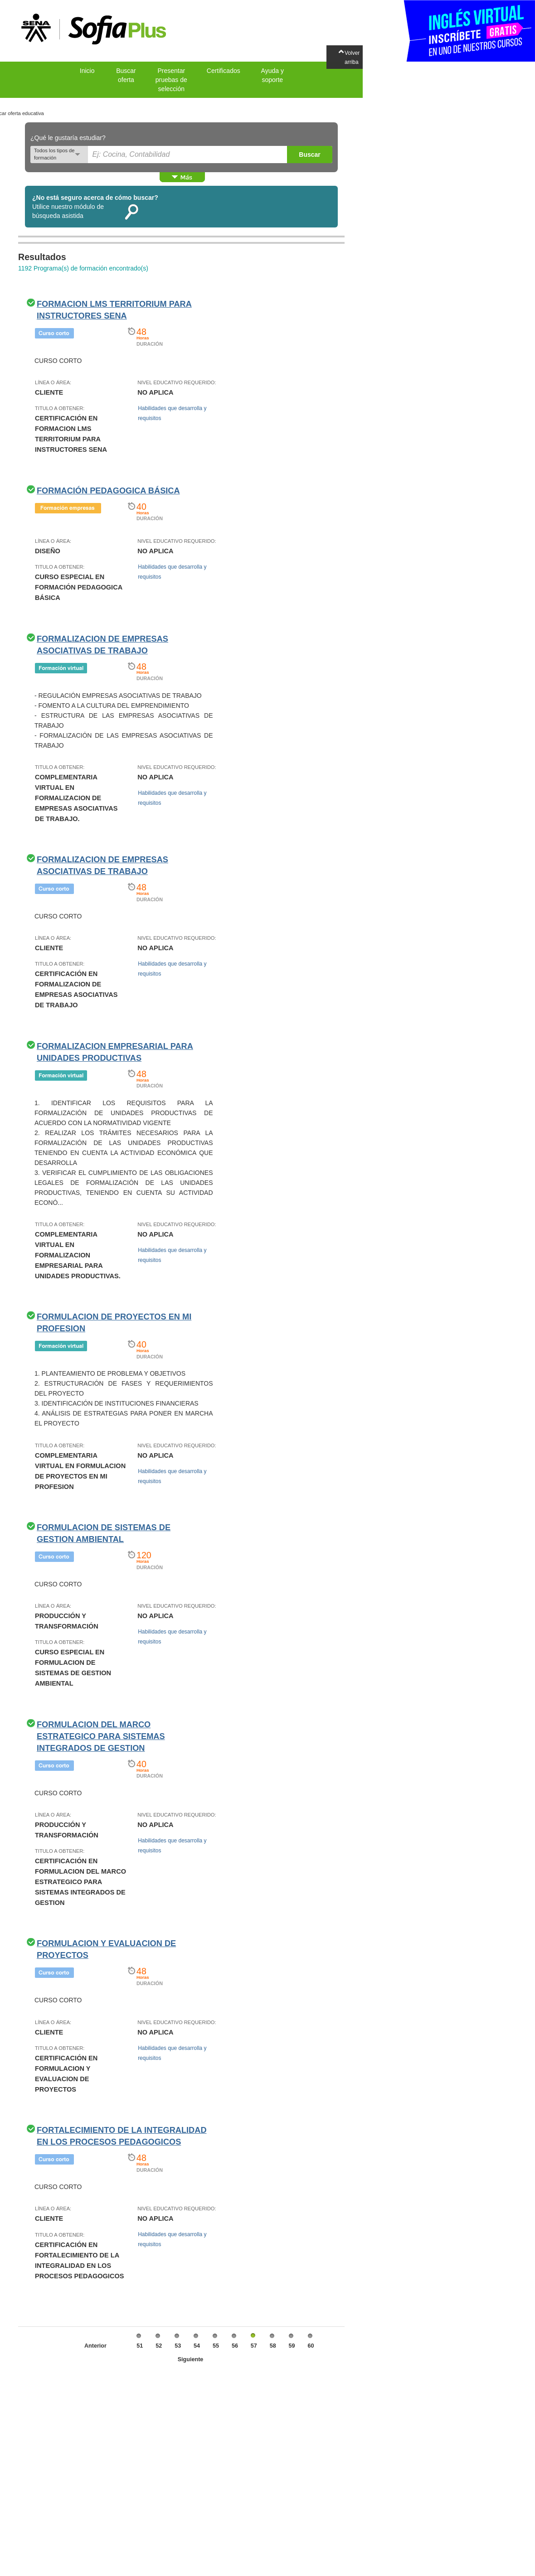 SENA
SofiaPlus
INGLÉS VIRTUAL
INSCRÍBETE GRATIS
EN UNO DE NUESTROS CURSOS
Volver
arriba
Inicio
Buscar
oferta
Presentar
pruebas de
selección
Certificados
Ayuda y
soporte
car oferta educativa
¿Qué le gustaría estudiar?
Todos los tipos de
formación
Ej: Cocina, Contabilidad
Buscar
Más
¿No está seguro acerca de cómo buscar?
Utilice nuestro módulo de
búsqueda asistida
Resultados
1192 Programa(s) de formación encontrado(s)
FORMACION LMS TERRITORIUM PARA
INSTRUCTORES SENA
Curso corto
48
Horas
DURACIÓN
CURSO CORTO
LÍNEA O ÁREA:
CLIENTE
NIVEL EDUCATIVO REQUERIDO:
NO APLICA
TITULO A OBTENER:
CERTIFICACIÓN EN
FORMACION LMS
TERRITORIUM PARA
INSTRUCTORES SENA
Habilidades que desarrolla y
requisitos
FORMACIÓN PEDAGOGICA BÁSICA
Formación empresas
40
Horas
DURACIÓN
LÍNEA O ÁREA:
DISEÑO
NIVEL EDUCATIVO REQUERIDO:
NO APLICA
TITULO A OBTENER:
CURSO ESPECIAL EN
FORMACIÓN PEDAGOGICA
BÁSICA
Habilidades que desarrolla y
requisitos
FORMALIZACION DE EMPRESAS
ASOCIATIVAS DE TRABAJO
Formación virtual
48
Horas
DURACIÓN
- REGULACIÓN EMPRESAS ASOCIATIVAS DE TRABAJO
- FOMENTO A LA CULTURA DEL EMPRENDIMIENTO
- ESTRUCTURA DE LAS EMPRESAS ASOCIATIVAS DE
TRABAJO
- FORMALIZACIÓN DE LAS EMPRESAS ASOCIATIVAS DE
TRABAJO
TITULO A OBTENER:
COMPLEMENTARIA
VIRTUAL EN
FORMALIZACION DE
EMPRESAS ASOCIATIVAS
DE TRABAJO.
NIVEL EDUCATIVO REQUERIDO:
NO APLICA
Habilidades que desarrolla y
requisitos
FORMALIZACION DE EMPRESAS
ASOCIATIVAS DE TRABAJO
Curso corto
48
Horas
DURACIÓN
CURSO CORTO
LÍNEA O ÁREA:
CLIENTE
NIVEL EDUCATIVO REQUERIDO:
NO APLICA
TITULO A OBTENER:
CERTIFICACIÓN EN
FORMALIZACION DE
EMPRESAS ASOCIATIVAS
DE TRABAJO
Habilidades que desarrolla y
requisitos
FORMALIZACION EMPRESARIAL PARA
UNIDADES PRODUCTIVAS
Formación virtual
48
Horas
DURACIÓN
1. IDENTIFICAR LOS REQUISITOS PARA LA
FORMALIZACIÓN DE UNIDADES PRODUCTIVAS DE
ACUERDO CON LA NORMATIVIDAD VIGENTE
2. REALIZAR LOS TRÁMITES NECESARIOS PARA LA
FORMALIZACIÓN DE LAS UNIDADES PRODUCTIVAS
TENIENDO EN CUENTA LA ACTIVIDAD ECONÓMICA QUE
DESARROLLA
3. VERIFICAR EL CUMPLIMIENTO DE LAS OBLIGACIONES
LEGALES DE FORMALIZACIÓN DE LAS UNIDADES
PRODUCTIVAS, TENIENDO EN CUENTA SU ACTIVIDAD
ECONÓ...
TITULO A OBTENER:
COMPLEMENTARIA
VIRTUAL EN
FORMALIZACION
EMPRESARIAL PARA
UNIDADES PRODUCTIVAS.
NIVEL EDUCATIVO REQUERIDO:
NO APLICA
Habilidades que desarrolla y
requisitos
FORMULACION DE PROYECTOS EN MI
PROFESION
Formación virtual
40
Horas
DURACIÓN
1. PLANTEAMIENTO DE PROBLEMA Y OBJETIVOS
2. ESTRUCTURACIÓN DE FASES Y REQUERIMIENTOS
DEL PROYECTO
3. IDENTIFICACIÓN DE INSTITUCIONES FINANCIERAS
4. ANÁLISIS DE ESTRATEGIAS PARA PONER EN MARCHA
EL PROYECTO
TITULO A OBTENER:
COMPLEMENTARIA
VIRTUAL EN FORMULACION
DE PROYECTOS EN MI
PROFESION
NIVEL EDUCATIVO REQUERIDO:
NO APLICA
Habilidades que desarrolla y
requisitos
FORMULACION DE SISTEMAS DE
GESTION AMBIENTAL
Curso corto
120
Horas
DURACIÓN
CURSO CORTO
LÍNEA O ÁREA:
PRODUCCIÓN Y
TRANSFORMACIÓN
NIVEL EDUCATIVO REQUERIDO:
NO APLICA
TITULO A OBTENER:
CURSO ESPECIAL EN
FORMULACION DE
SISTEMAS DE GESTION
AMBIENTAL
Habilidades que desarrolla y
requisitos
FORMULACION DEL MARCO
ESTRATEGICO PARA SISTEMAS
INTEGRADOS DE GESTION
Curso corto
40
Horas
DURACIÓN
CURSO CORTO
LÍNEA O ÁREA:
PRODUCCIÓN Y
TRANSFORMACIÓN
NIVEL EDUCATIVO REQUERIDO:
NO APLICA
TITULO A OBTENER:
CERTIFICACIÓN EN
FORMULACION DEL MARCO
ESTRATEGICO PARA
SISTEMAS INTEGRADOS DE
GESTION
Habilidades que desarrolla y
requisitos
FORMULACION Y EVALUACION DE
PROYECTOS
Curso corto
48
Horas
DURACIÓN
CURSO CORTO
LÍNEA O ÁREA:
CLIENTE
NIVEL EDUCATIVO REQUERIDO:
NO APLICA
TITULO A OBTENER:
CERTIFICACIÓN EN
FORMULACION Y
EVALUACION DE
PROYECTOS
Habilidades que desarrolla y
requisitos
FORTALECIMIENTO DE LA INTEGRALIDAD
EN LOS PROCESOS PEDAGOGICOS
Curso corto
48
Horas
DURACIÓN
CURSO CORTO
LÍNEA O ÁREA:
CLIENTE
NIVEL EDUCATIVO REQUERIDO:
NO APLICA
TITULO A OBTENER:
CERTIFICACIÓN EN
FORTALECIMIENTO DE LA
INTEGRALIDAD EN LOS
PROCESOS PEDAGOGICOS
Habilidades que desarrolla y
requisitos
Anterior 51 52 53 54 55 56 57 58 59 60
Siguiente